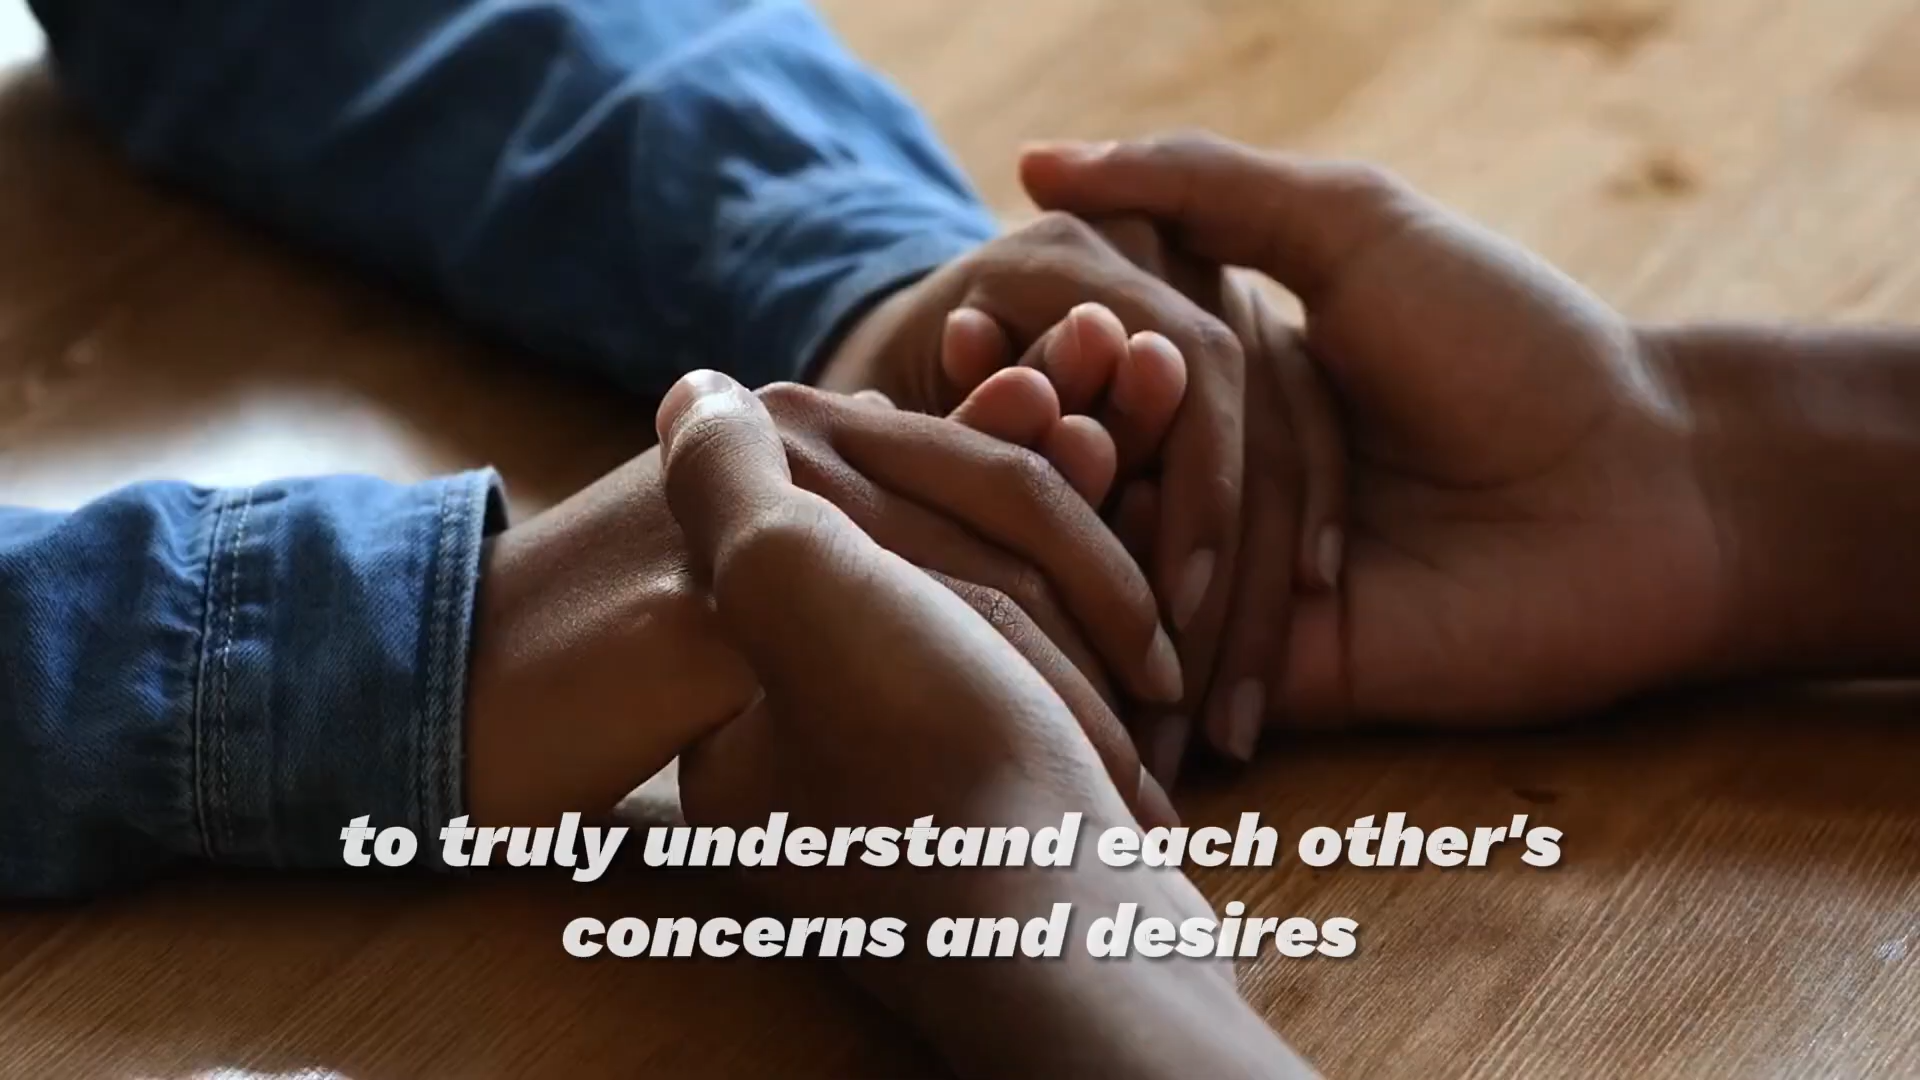 to truly understand each other's
concerns and desires